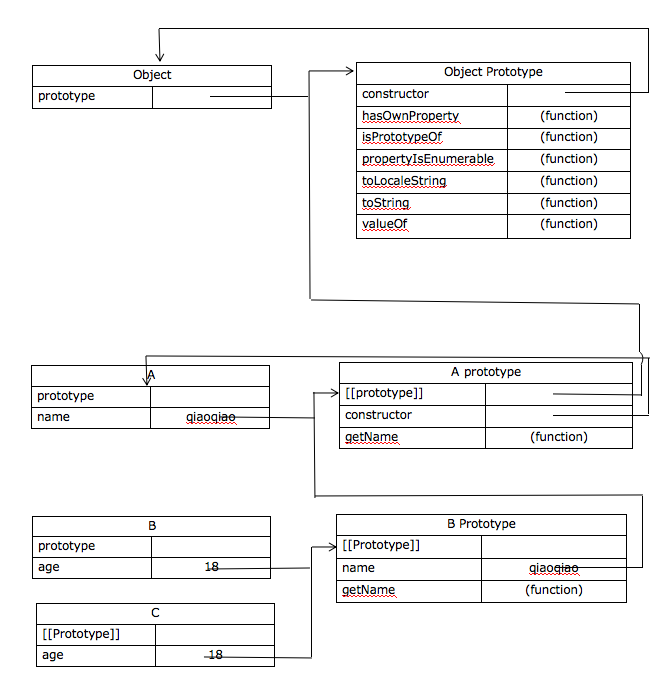 Object
prototype
Object Prototype
constructor
hasOwnProperty (function)
isPrototypeOf (function)
propertyIsEnumerable (function)
toLocaleString (function)
toString (function)
valueOf (function)
A
prototype
name qiaoqiao
A prototype
[[prototype]]
constructor
getName (function)
B
prototype
age 18
B Prototype
[[Prototype]]
name qiaoqiao
getName (function)
C
[[Prototype]]
age 18